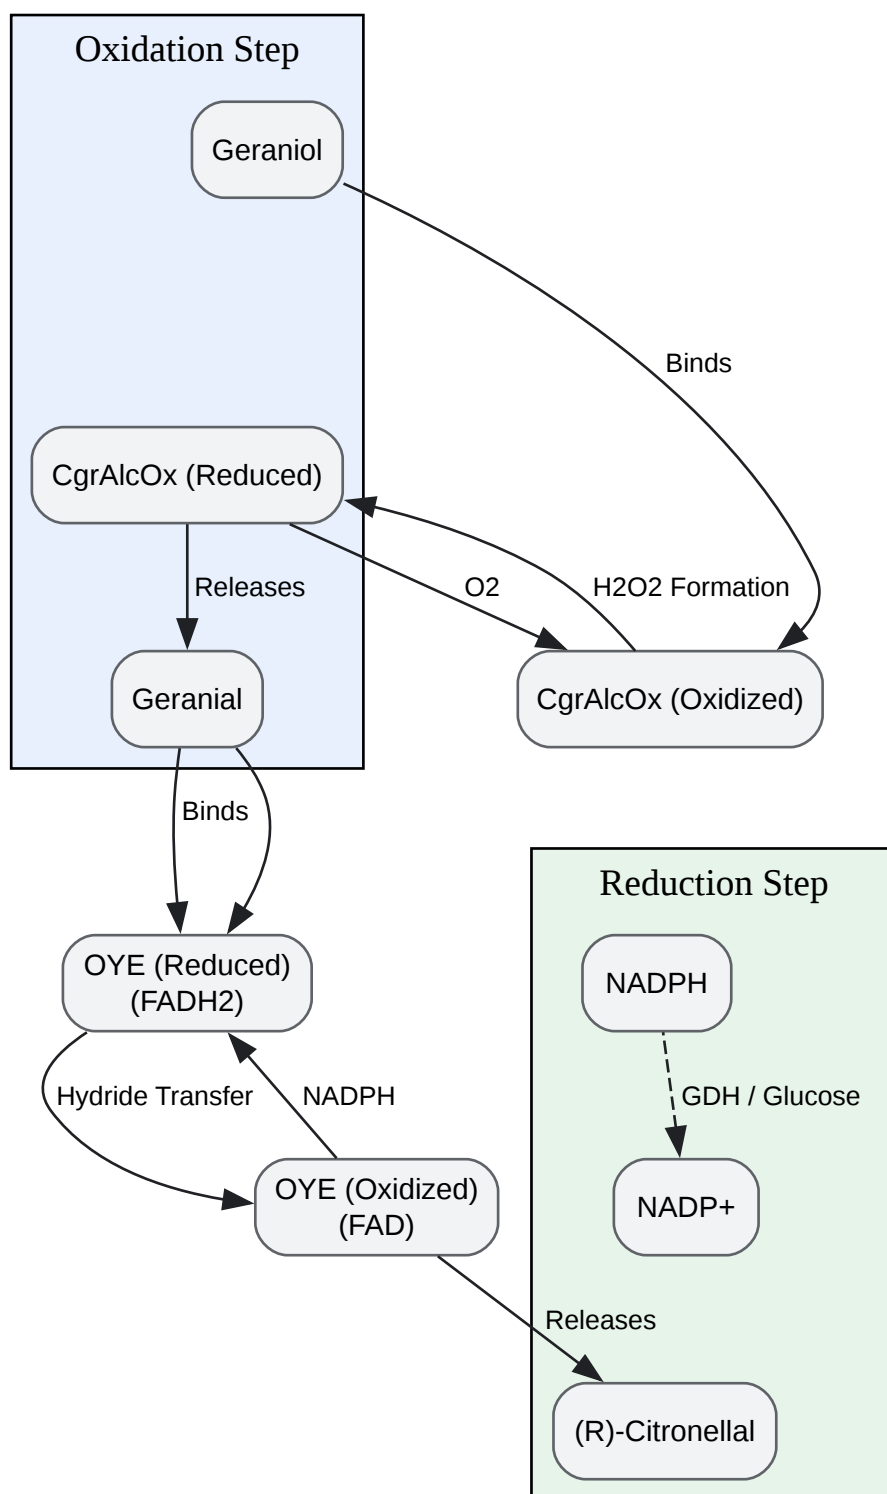 Oxidation Step
Geraniol
Binds
CgrAlcOx (Reduced)
Releases
O2
H2O2 Formation
Geranial
CgrAlcOx (Oxidized)
Binds
Reduction Step
OYE (Reduced)
(FADH2)
NADPH
Hydride Transfer
NADPH
GDH / Glucose
OYE (Oxidized)
(FAD)
NADP+
Releases
(R)-Citronellal